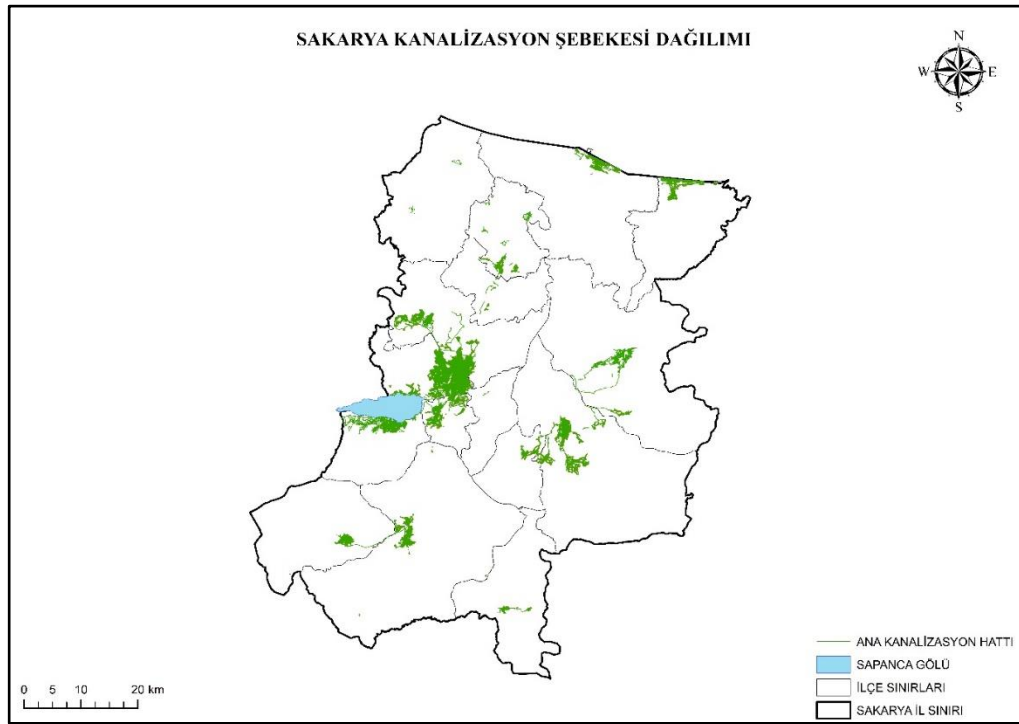 SAKARYA KANALİZASYON ŞEBEKESİ DAĞILIMI
N
W E
S
ANA KANALİZASYON HATTI
SAPANCA GÖLÜ
İLÇE SINIRLARI
SAKARYA İL SINIRI
0 5 10 20 km